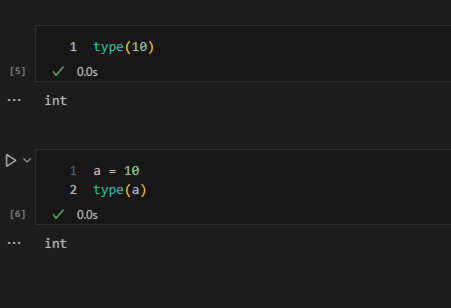 1 type(10)
[5] 0.0s
int
1 a = 10
2 type(a)
[6] 0.0s
int